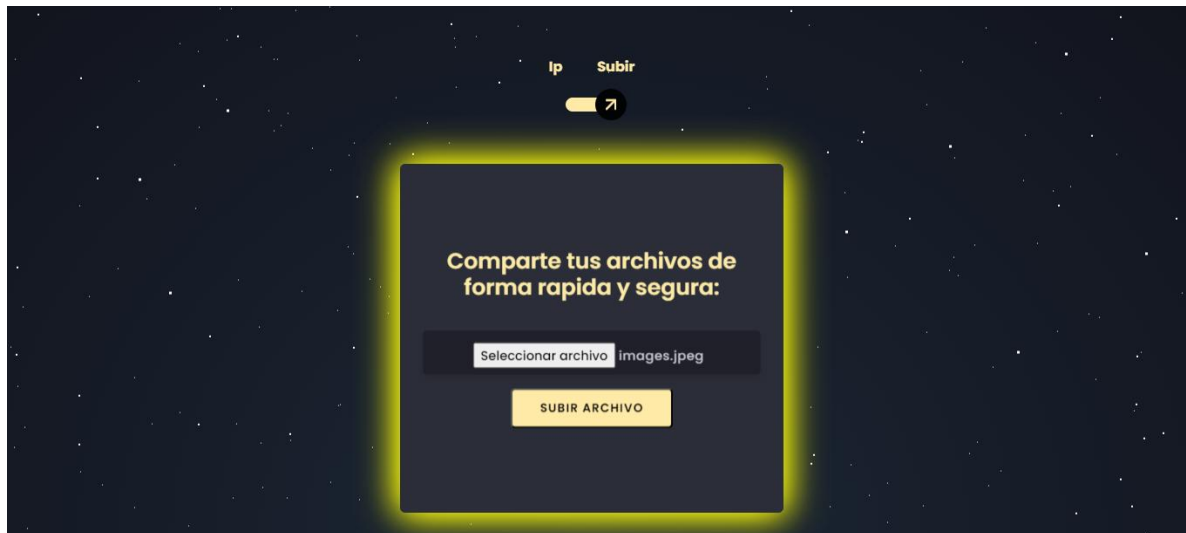 Ip Subir
Comparte tus archivos de
forma rapida y segura:
Seleccionar archivo images.jpeg
SUBIR ARCHIVO